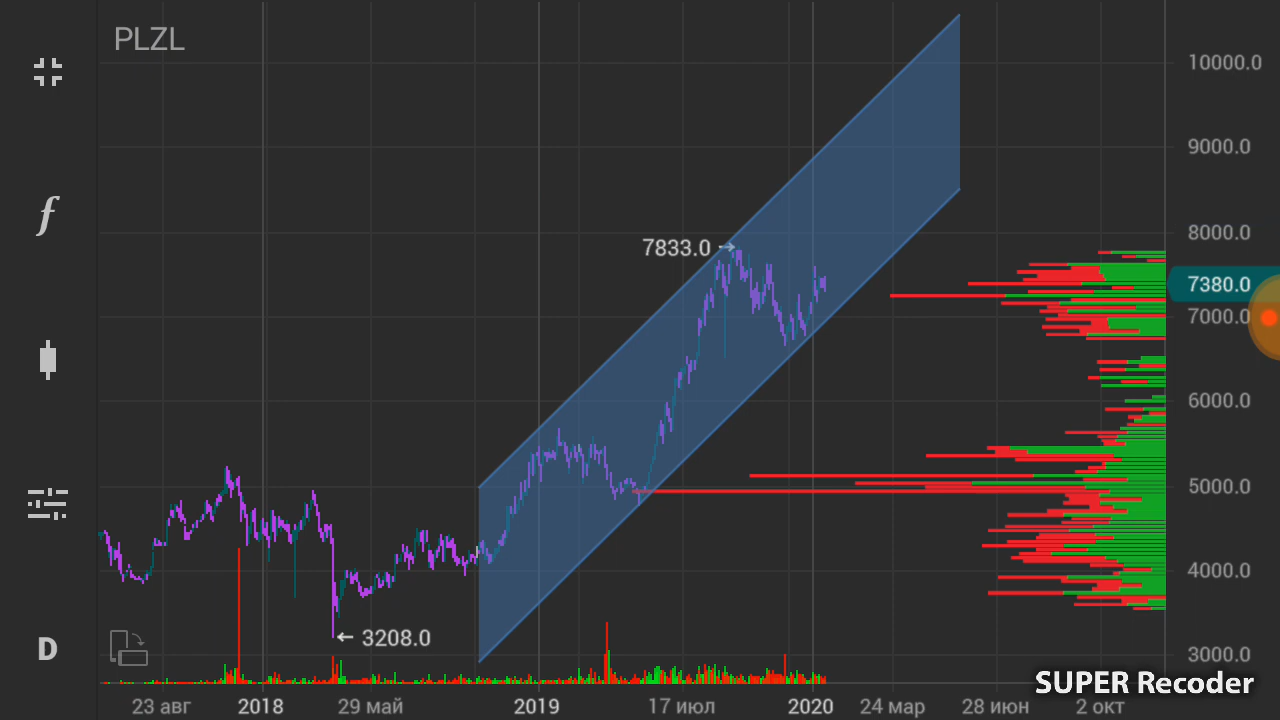 PLZL
10000.0
9000.0
8000.0
7833.0
7380.0
7000.0
6000.0
5000.0
4000.0
3208.0
3000.0
f
D
SUPER Recoder
23 авг
2018
29 май
2019
17 июл
2020
24 мар
28 июн
2 окт